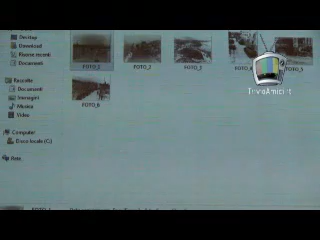 Desktop
Download
Risorse recenti
Documenti
Raccolte
Documenti
Immagini
Musica
Video
Computer
Disco locale (C:)
Rete
FOTO_1
FOTO_2
FOTO_3
FOTO_4
FOTO_5
FOTO_6
FOTO_1